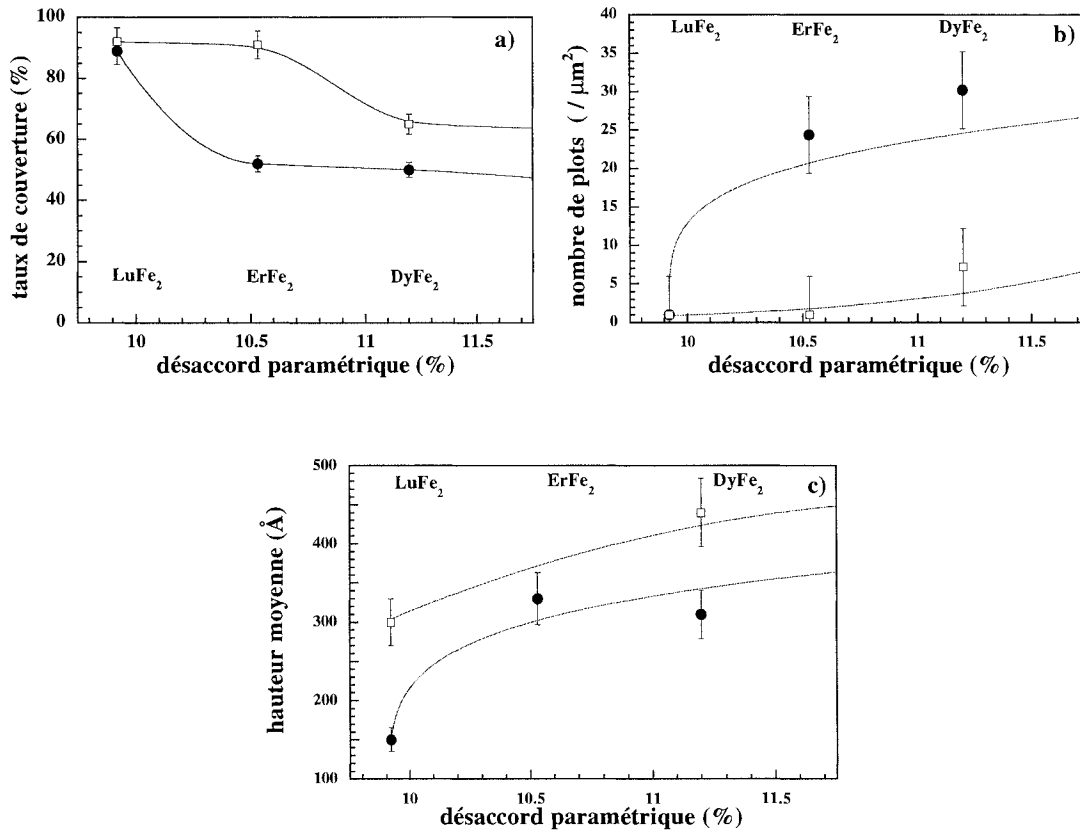 a)
100
80
60
40
20
0
taux de couverture (%)
LuFe₂
ErFe₂
DyFe₂
10
10.5
11
11.5
désaccord paramétrique (%)
b)
40
35
30
25
20
15
10
5
0
nombre de plots ( / μm²)
LuFe₂
ErFe₂
DyFe₂
10
10.5
11
11.5
désaccord paramétrique (%)
c)
500
400
300
200
100
hauteur moyenne (Å)
LuFe₂
ErFe₂
DyFe₂
10
10.5
11
11.5
désaccord paramétrique (%)